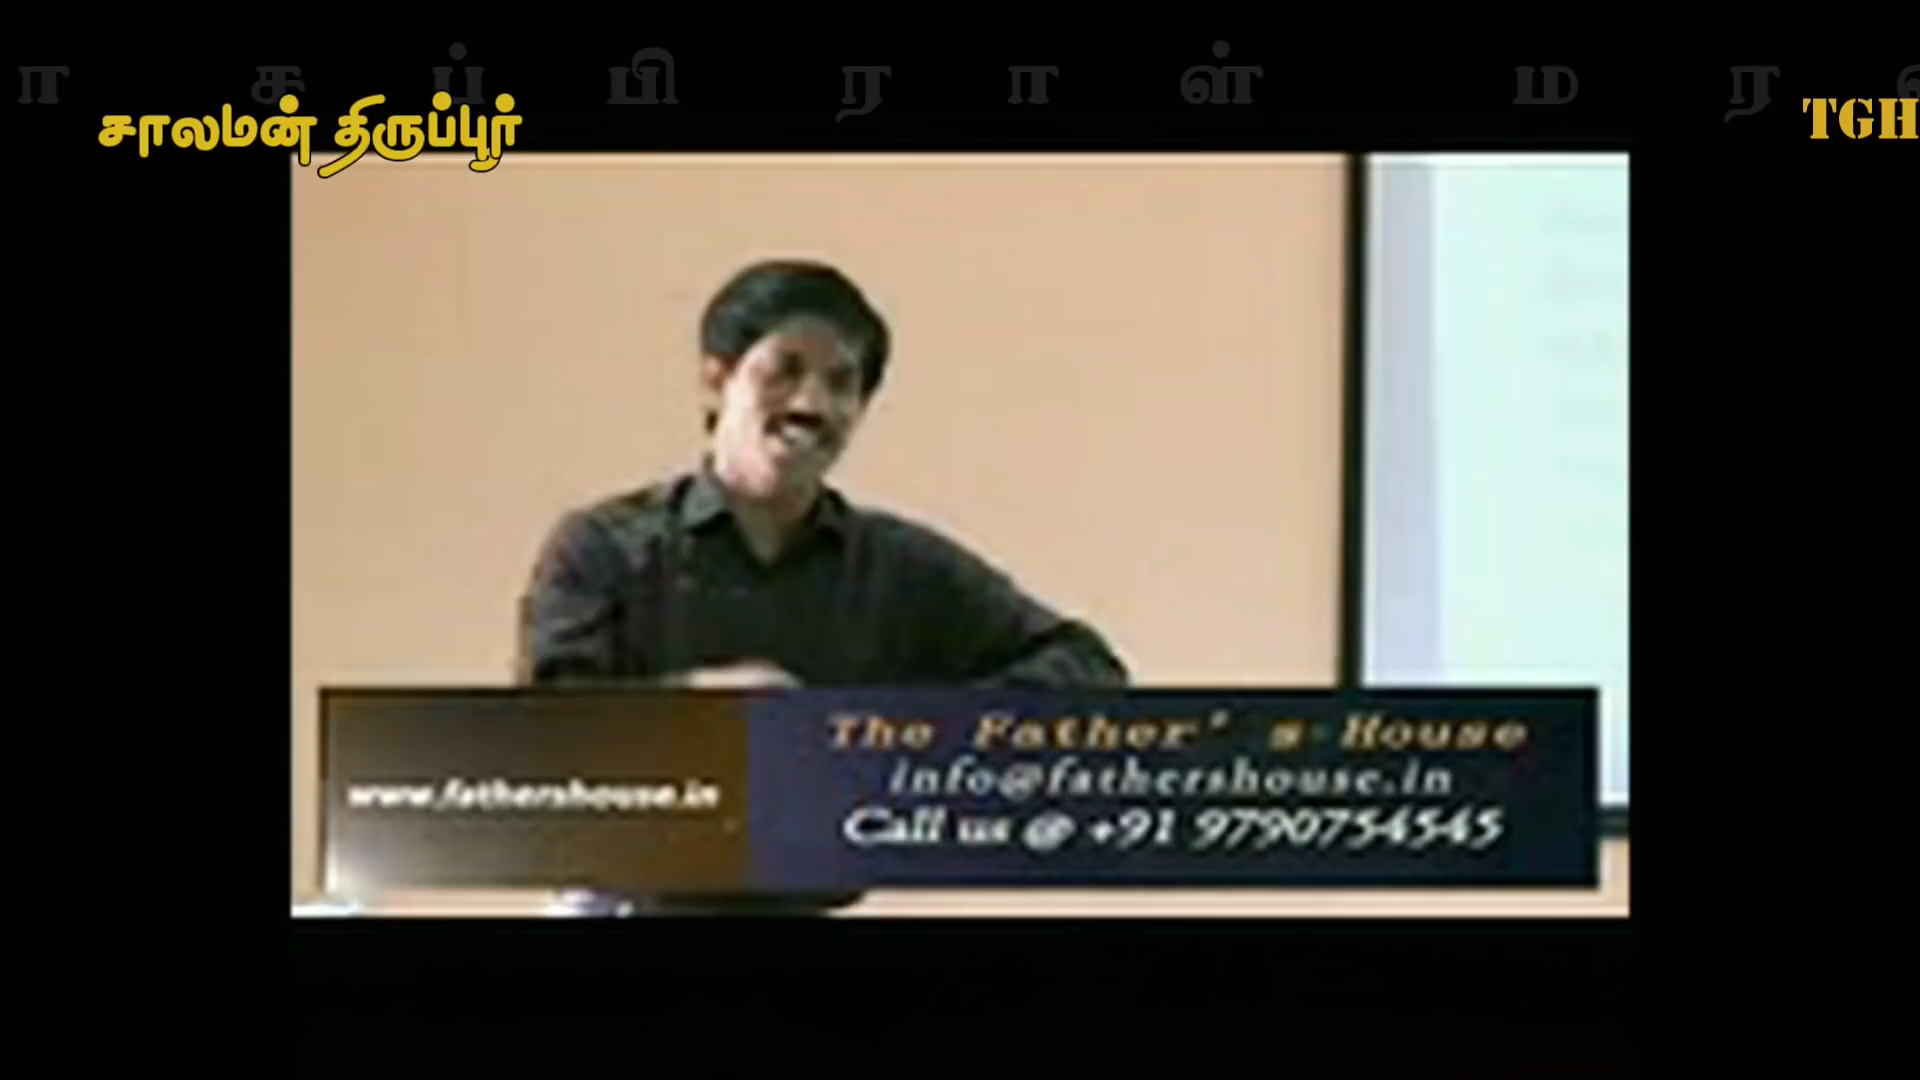 ா க ப் பி ர ா ள் ம ர
சாலமன் திருப்பூர்
TGH
www.fathershouse.in
The Father's House
info@fathershouse.in
Call us @ +91 9790754545